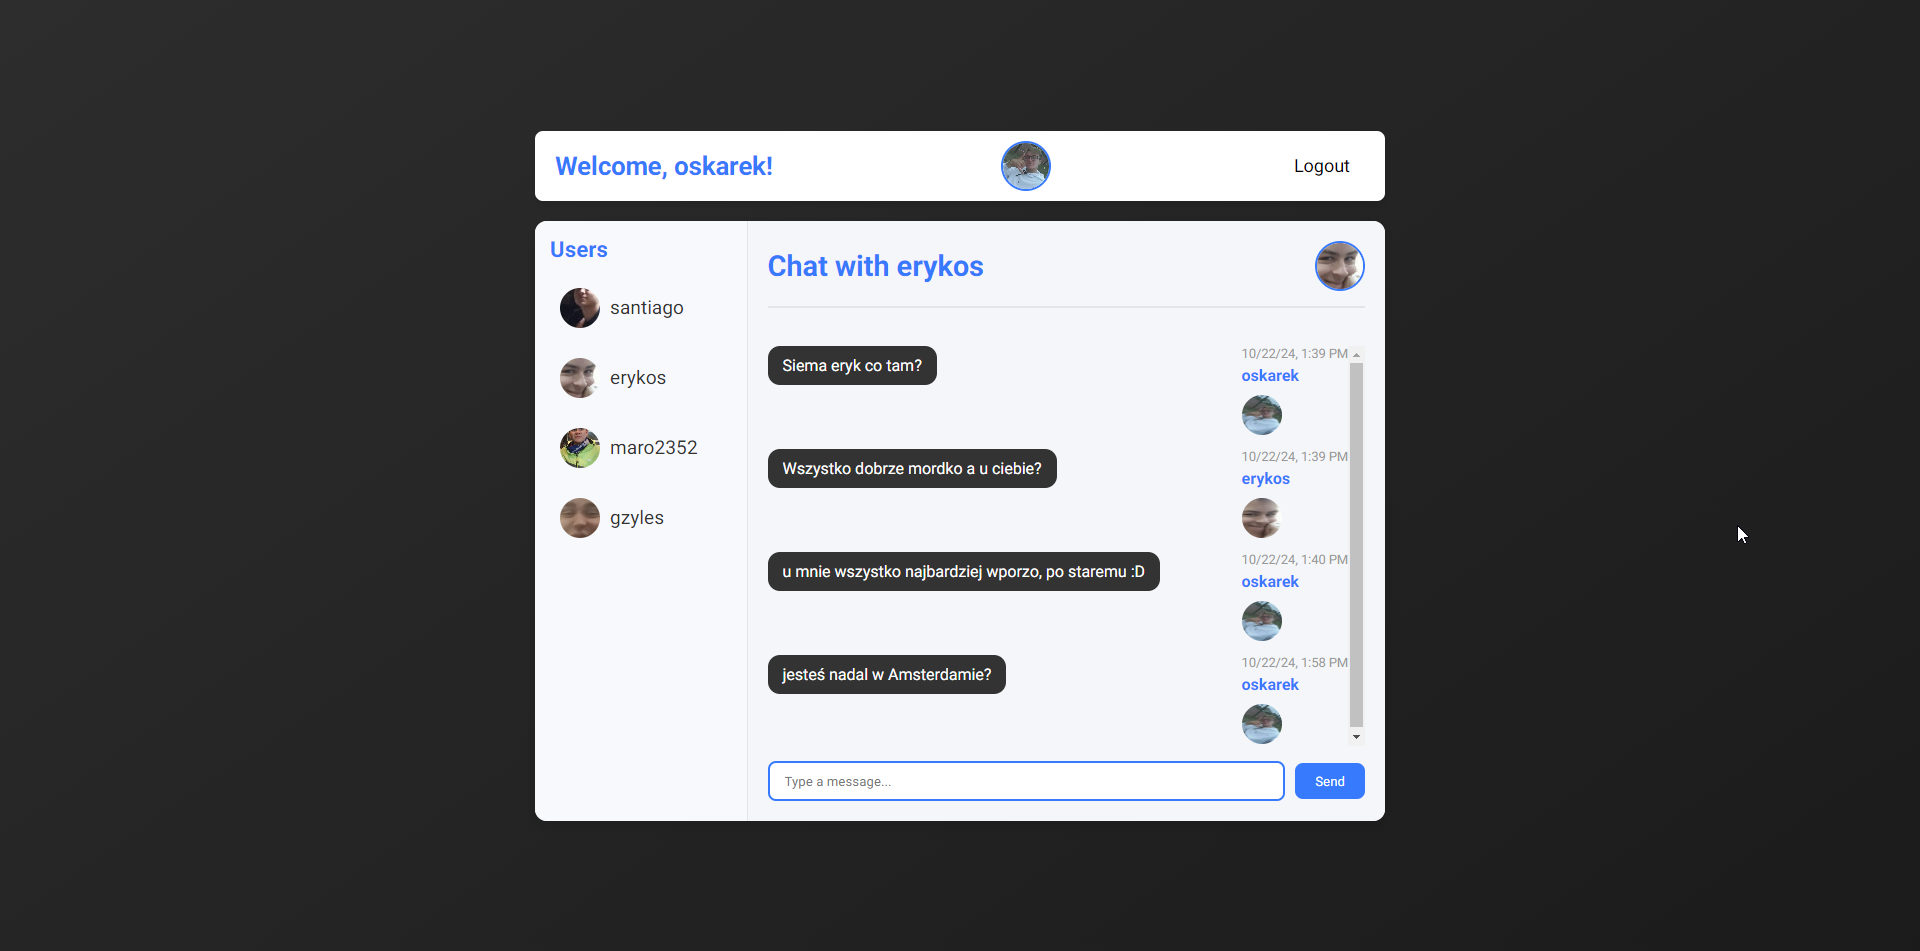 Welcome, oskarek!
Logout
Users
santiago
erykos
maro2352
gzyles
Chat with erykos
Siema eryk co tam?
10/22/24, 1:39 PM
oskarek
Wszystko dobrze mordko a u ciebie?
10/22/24, 1:39 PM
erykos
u mnie wszystko najbardziej wporzo, po staremu :D
10/22/24, 1:40 PM
oskarek
jesteś nadal w Amsterdamie?
10/22/24, 1:58 PM
oskarek
Type a message...
Send